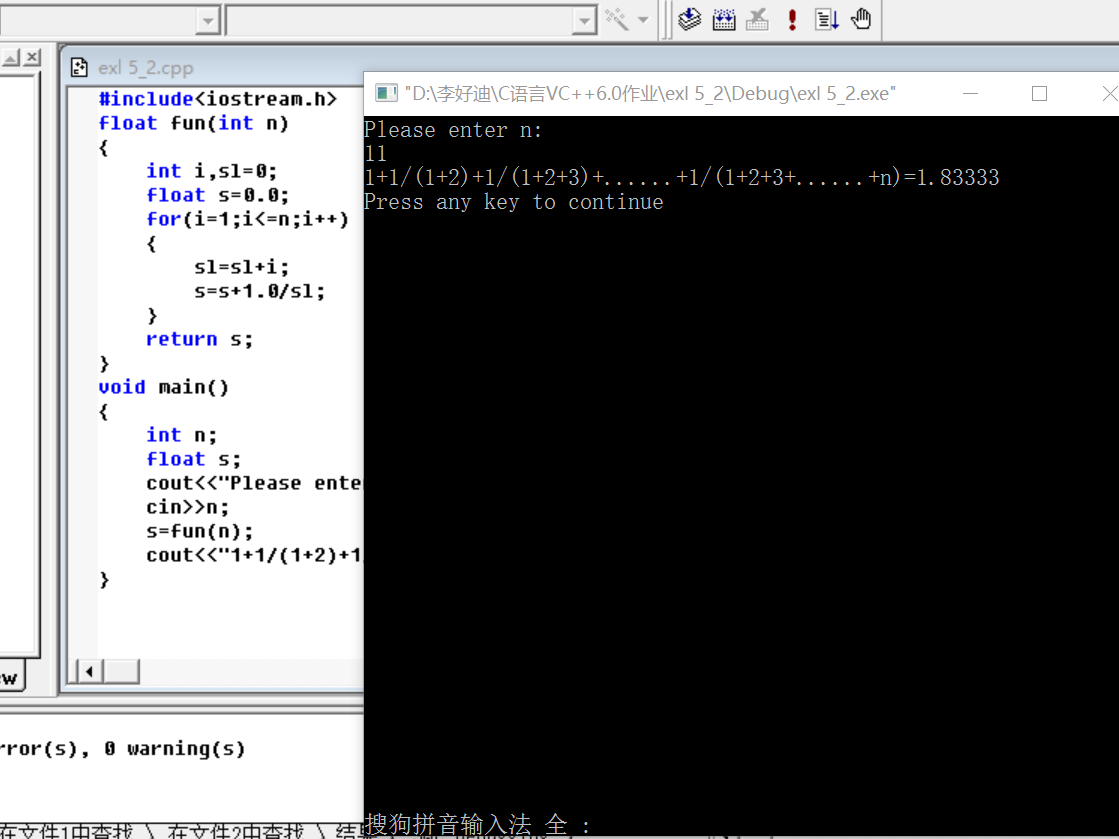 exl 5_2.cpp
#include<iostream.h>
float fun(int n)
{
int i,sl=0;
float s=0.0;
for(i=1;i<=n;i++)
{
sl=sl+i;
s=s+1.0/sl;
}
return s;
}
void main()
{
int n;
float s;
cout<<"Please ente
cin>>n;
s=fun(n);
cout<<"1+1/(1+2)+1
}
"D:\李好迪\C语言VC++6.0作业\exl 5_2\Debug\exl 5_2.exe"
Please enter n:
11
1+1/(1+2)+1/(1+2+3)+......+1/(1+2+3+......+n)=1.83333
Press any key to continue
搜狗拼音输入法 全 :
ew
rror(s), 0 warning(s)
在文件1中查找 \ 在文件2中查找 \ 结果